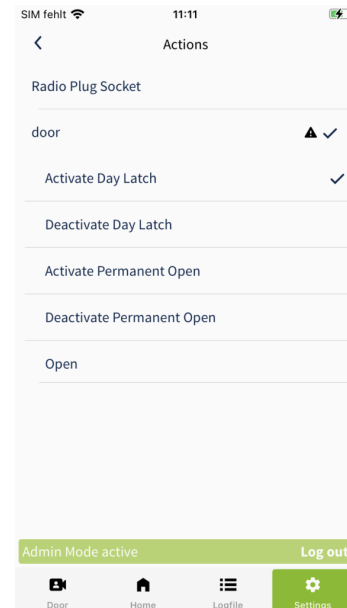 SIM fehlt 11:11
Actions
Radio Plug Socket
door
Activate Day Latch
Deactivate Day Latch
Activate Permanent Open
Deactivate Permanent Open
Open
Admin Mode active Log out
Door Home Logfile Settings